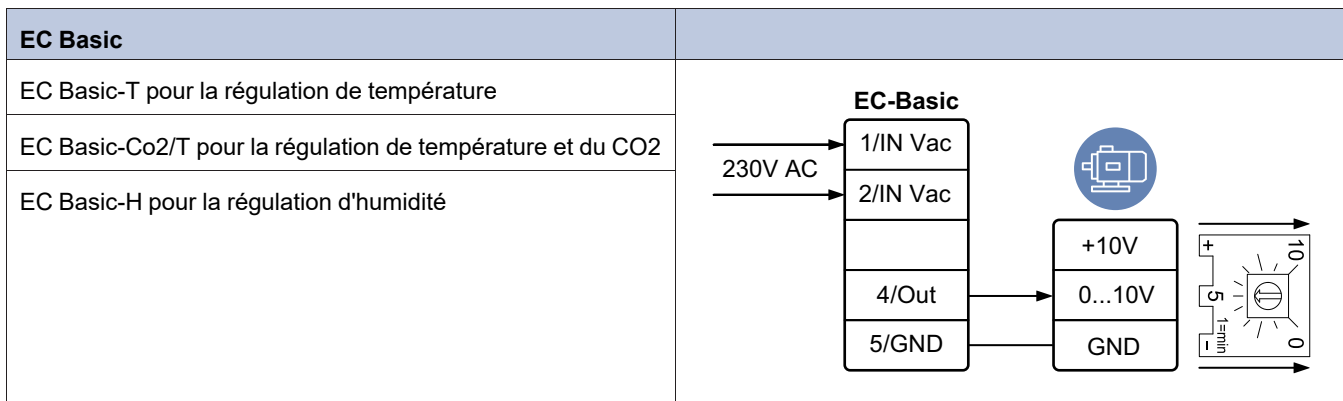 EC Basic
EC Basic-T pour la régulation de température
EC Basic-Co2/T pour la régulation de température et du CO2
EC Basic-H pour la régulation d'humidité
EC-Basic
230V AC
1/IN Vac
2/IN Vac
4/Out
5/GND
+10V
0...10V
GND
+
5
-
1=min
10
0